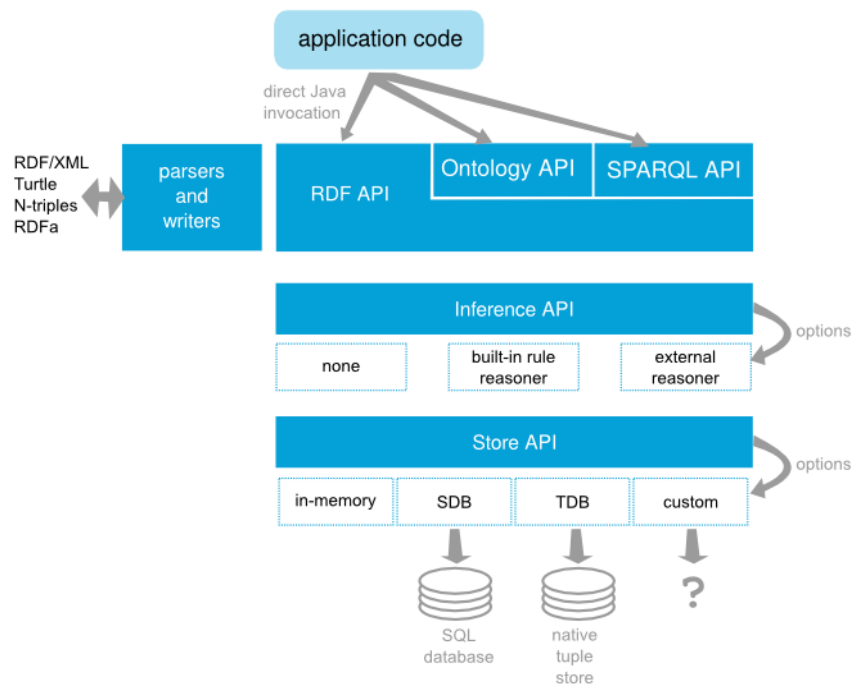 application code
direct Java
invocation
RDF/XML
Turtle
N-triples
RDFa
parsers
and
writers
RDF API
Ontology API
SPARQL API
Inference API
options
none
built-in rule
reasoner
external
reasoner
Store API
options
in-memory
SDB
TDB
custom
?
SQL
database
native
tuple
store